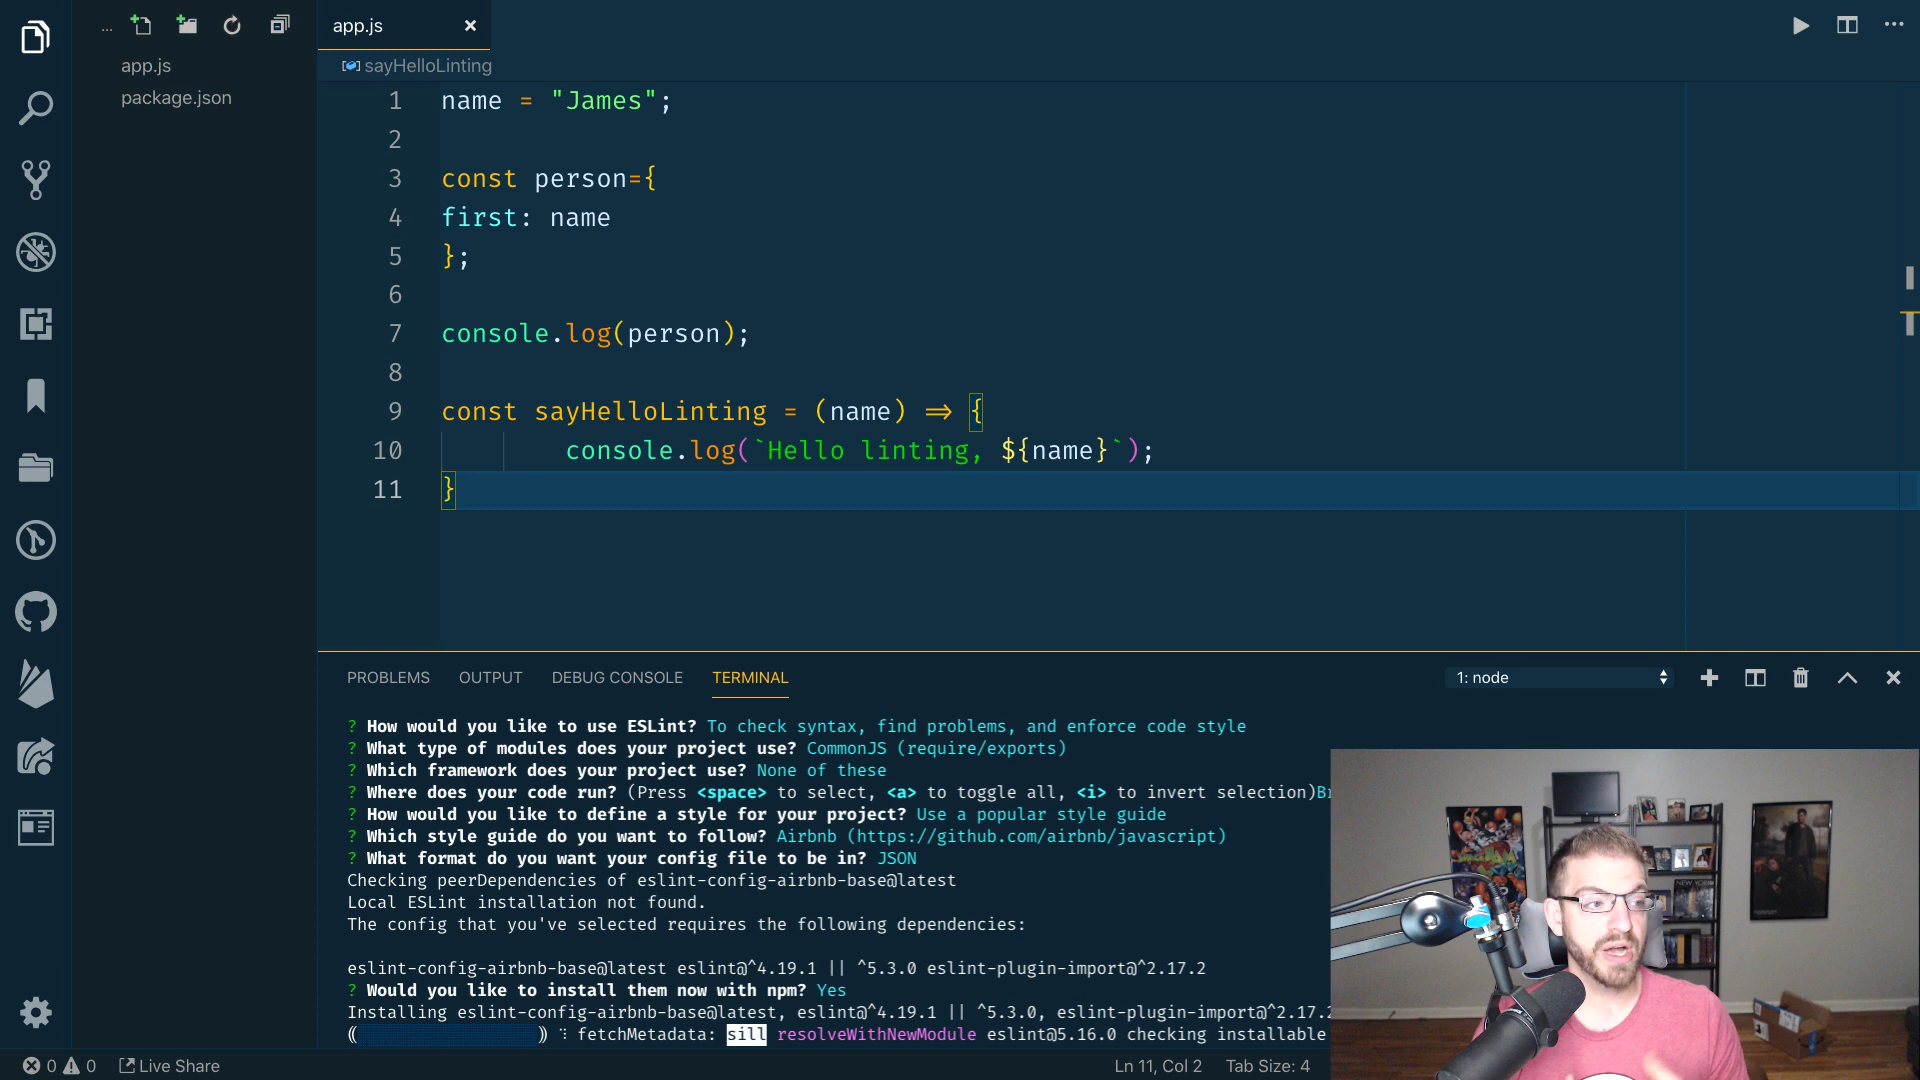 ...
app.js
package.json
app.js
sayHelloLinting
1 name = "James";
2
3 const person={
4 first: name
5 };
6
7 console.log(person);
8
9 const sayHelloLinting = (name) => {
10 console.log(`Hello linting, ${name}`);
11 }
PROBLEMS OUTPUT DEBUG CONSOLE TERMINAL 1: node
? How would you like to use ESLint? To check syntax, find problems, and enforce code style
? What type of modules does your project use? CommonJS (require/exports)
? Which framework does your project use? None of these
? Where does your code run? (Press <space> to select, <a> to toggle all, <i> to invert selection)
? How would you like to define a style for your project? Use a popular style guide
? Which style guide do you want to follow? Airbnb (https://github.com/airbnb/javascript)
? What format do you want your config file to be in? JSON
Checking peerDependencies of eslint-config-airbnb-base@latest
Local ESLint installation not found.
The config that you've selected requires the following dependencies:
eslint-config-airbnb-base@latest eslint@^4.19.1 || ^5.3.0 eslint-plugin-import@^2.17.2
? Would you like to install them now with npm? Yes
Installing eslint-config-airbnb-base@latest, eslint@^4.19.1 || ^5.3.0, eslint-plugin-import@^2.17.2
fetchMetadata: sill resolveWithNewModule eslint@5.16.0 checking installable
0 0 Live Share Ln 11, Col 2 Tab Size: 4